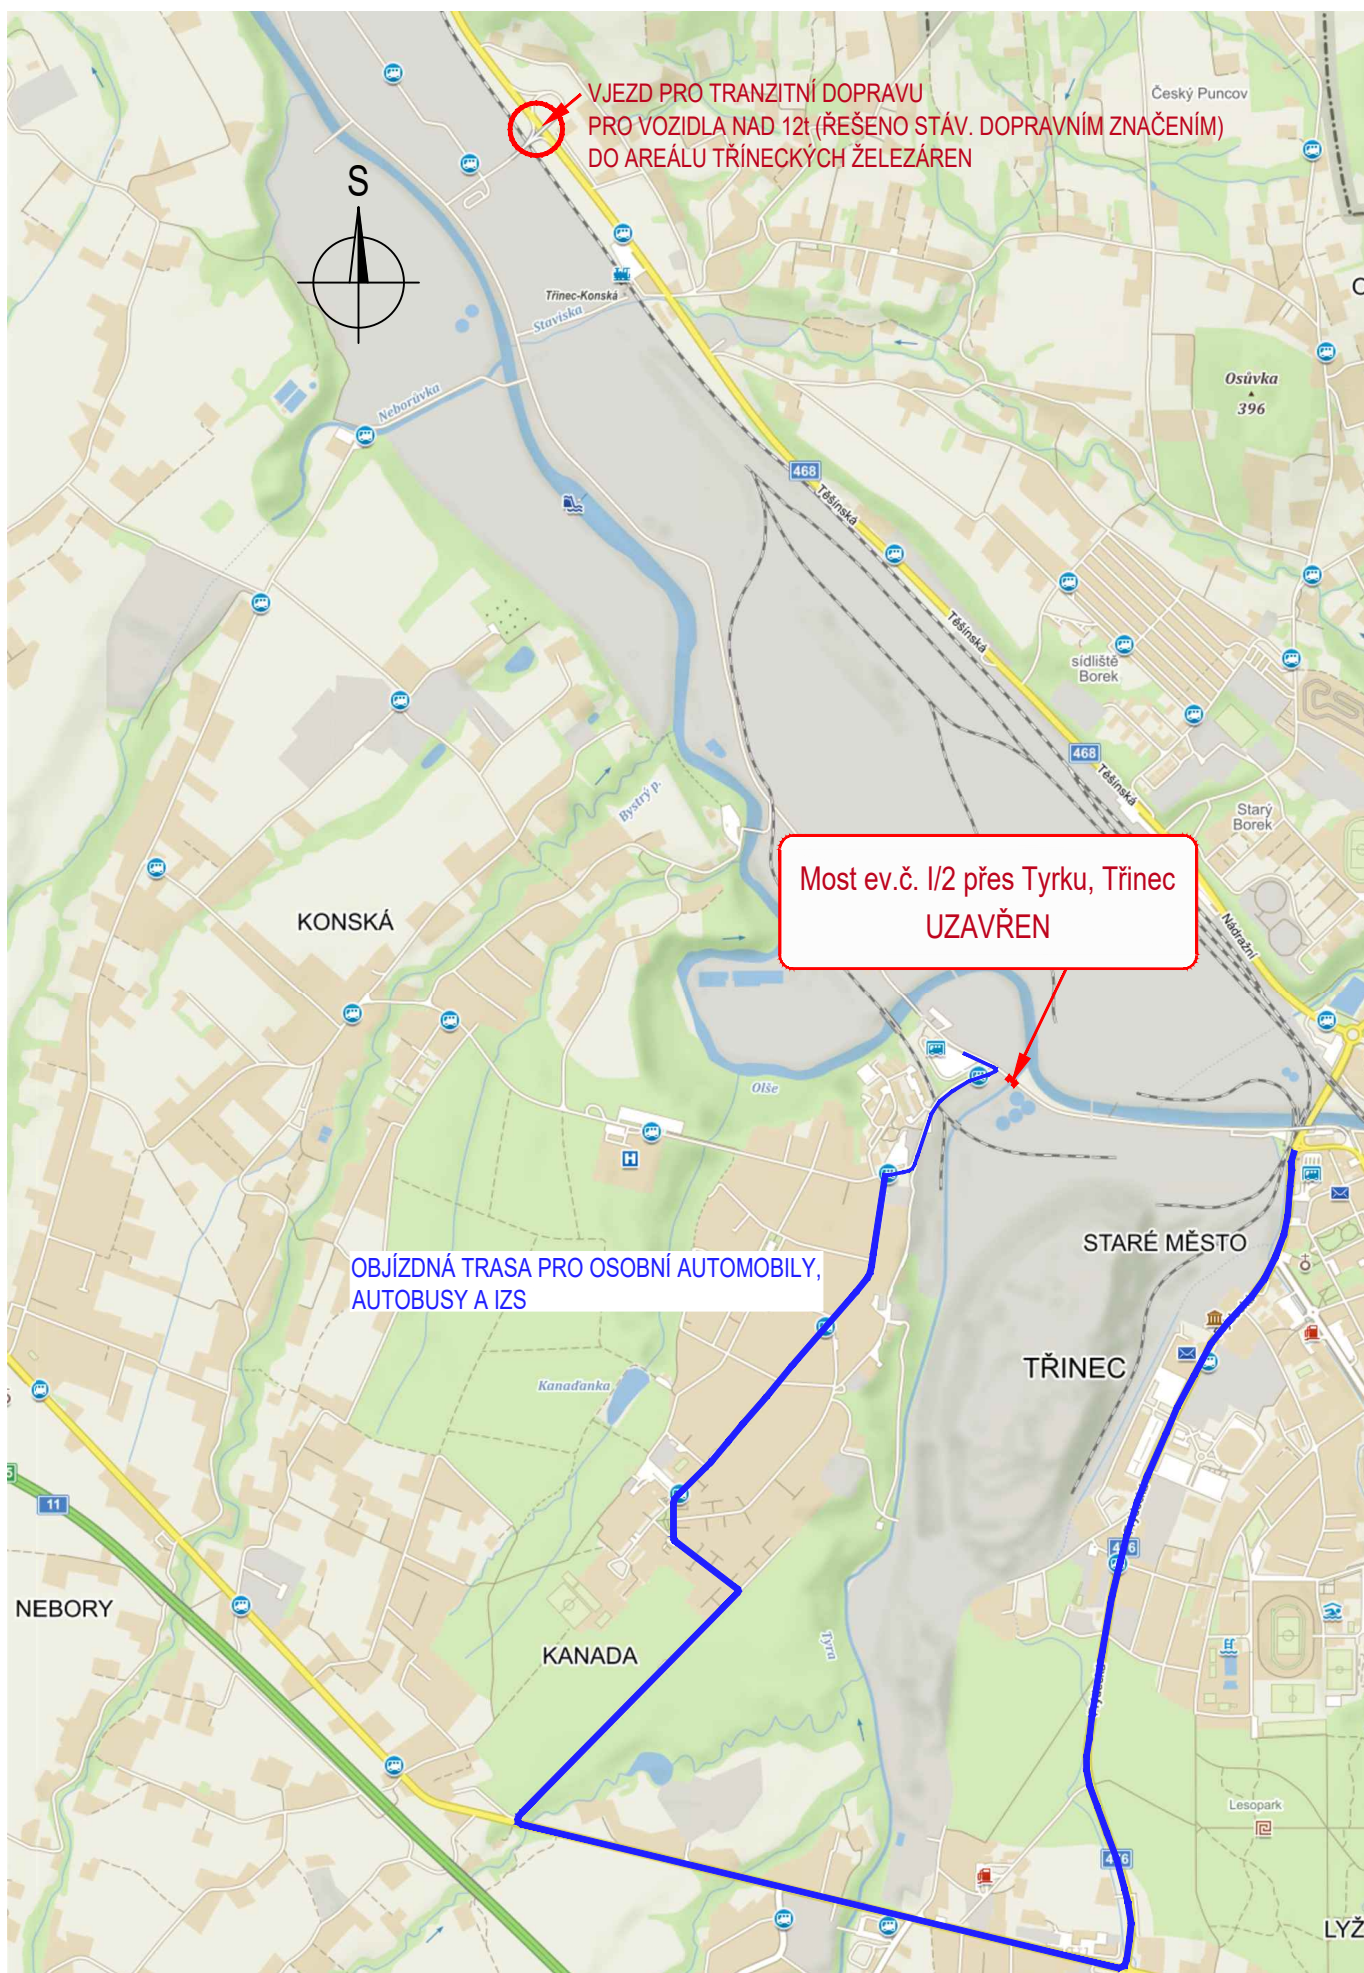 VJEZD PRO TRANZITNÍ DOPRAVU
PRO VOZIDLA NAD 12t (ŘEŠENO STÁV. DOPRAVNÍM ZNAČENÍM)
DO AREÁLU TŘÍNECKÝCH ŽELEZÁREN
Český Puncov
S
Třinec-Konská
Staviska
Neborůvka
Osůvka
396
468
Těšínská
Těšínská
sídliště
Borek
468
Těšínská
Bystrý p.
Starý
Borek
Most ev.č. I/2 přes Tyrku, Třinec
UZAVŘEN
KONSKÁ
Nádražní
Olše
H
STARÉ MĚSTO
OBJÍZDNÁ TRASA PRO OSOBNÍ AUTOMOBILY,
AUTOBUSY A IZS
TŘINEC
Kanaďanka
11
NEBORY
KANADA
Tyra
Lesopark
LYŽ